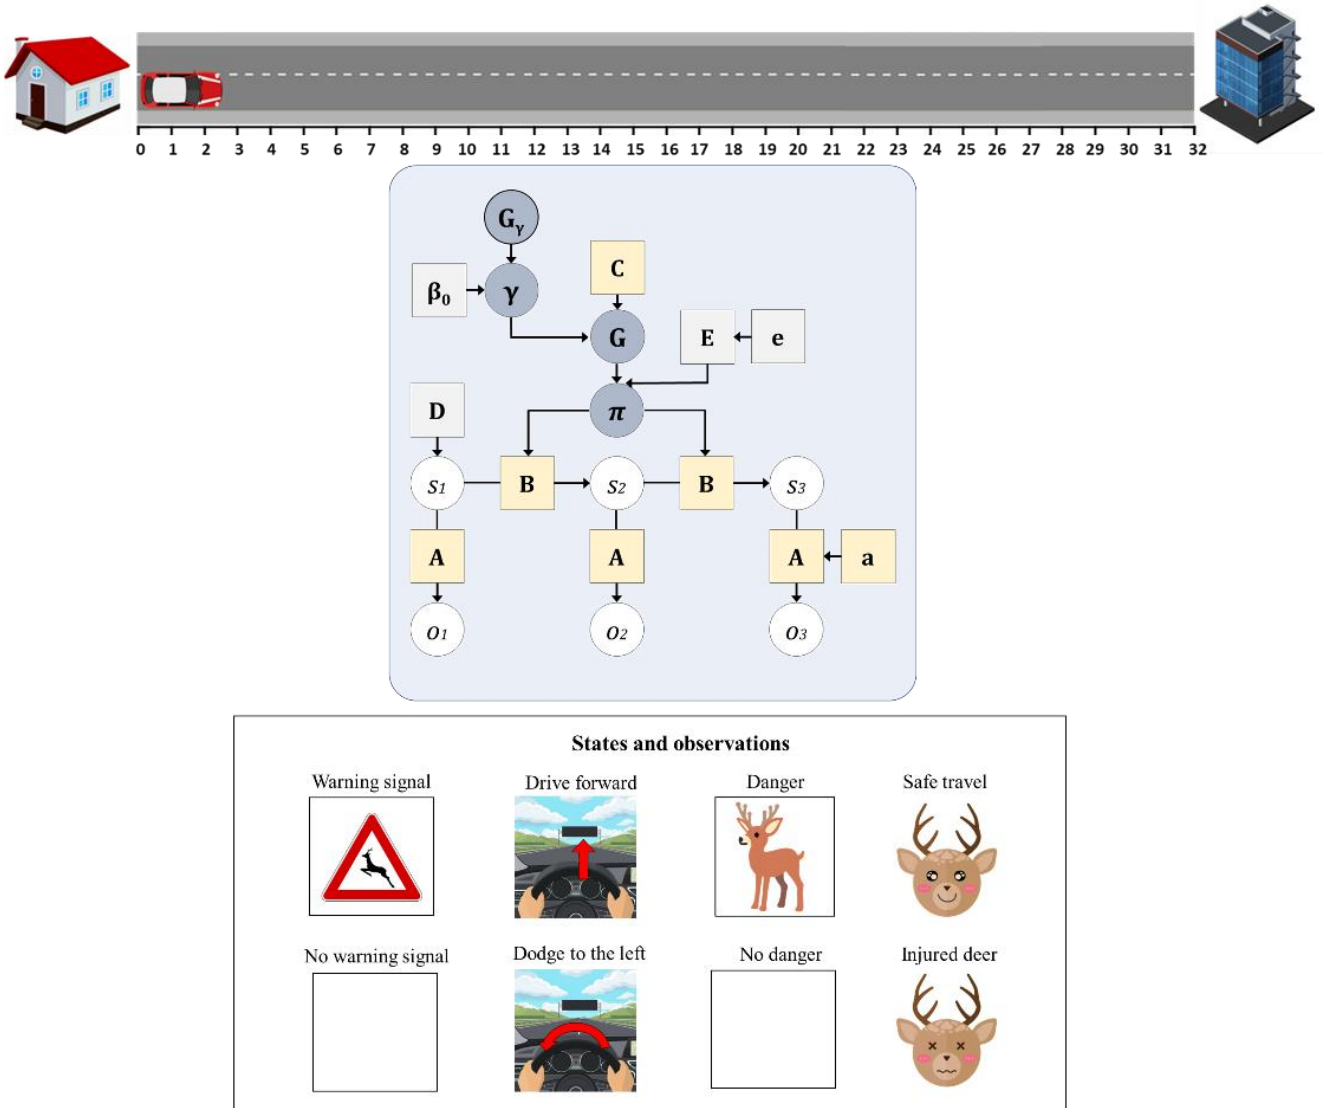 0 1 2 3 4 5 6 7 8 9 10 11 12 13 14 15 16 17 18 19 20 21 22 23 24 25 26 27 28 29 30 31 32
Gγ
C
β0 γ
G E e
D π
s1 B s2 B s3
A A A a
o1 o2 o3
States and observations
Warning signal Drive forward Danger Safe travel
No warning signal Dodge to the left No danger Injured deer